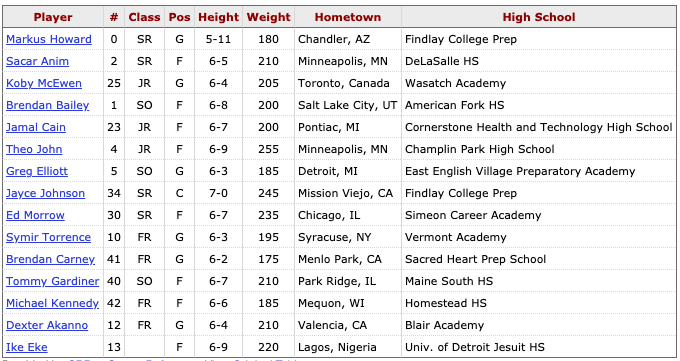 Player # Class Pos Height Weight Hometown High School
Markus Howard 0 SR G 5-11 180 Chandler, AZ Findlay College Prep
Sacar Anim 2 SR F 6-5 210 Minneapolis, MN DeLaSalle HS
Koby McEwen 25 JR G 6-4 205 Toronto, Canada Wasatch Academy
Brendan Bailey 1 SO F 6-8 200 Salt Lake City, UT American Fork HS
Jamal Cain 23 JR F 6-7 200 Pontiac, MI Cornerstone Health and Technology High School
Theo John 4 JR F 6-9 255 Minneapolis, MN Champlin Park High School
Greg Elliott 5 SO G 6-3 185 Detroit, MI East English Village Preparatory Academy
Jayce Johnson 34 SR C 7-0 245 Mission Viejo, CA Findlay College Prep
Ed Morrow 30 SR F 6-7 235 Chicago, IL Simeon Career Academy
Symir Torrence 10 FR G 6-3 195 Syracuse, NY Vermont Academy
Brendan Carney 41 FR G 6-2 175 Menlo Park, CA Sacred Heart Prep School
Tommy Gardiner 40 SO F 6-7 210 Park Ridge, IL Maine South HS
Michael Kennedy 42 FR F 6-6 185 Mequon, WI Homestead HS
Dexter Akanno 12 FR G 6-4 210 Valencia, CA Blair Academy
Ike Eke 13 F 6-9 220 Lagos, Nigeria Univ. of Detroit Jesuit HS